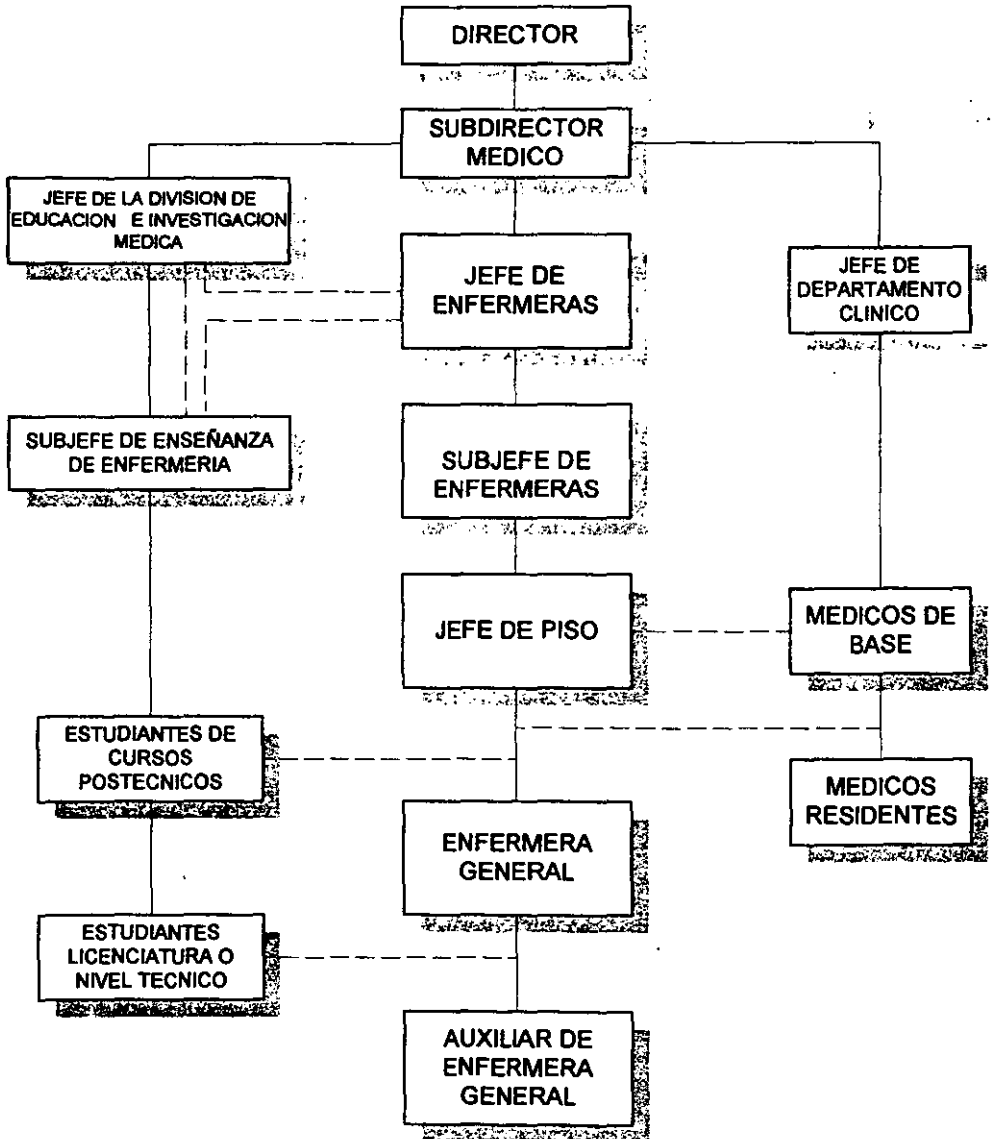 DIRECTOR
SUBDIRECTOR
MEDICO
JEFE DE LA DIVISION DE
EDUCACION E INVESTIGACION
MEDICA
JEFE DE
ENFERMERAS
JEFE DE
DEPARTAMENTO
CLINICO
SUBJEFE DE ENSEÑANZA
DE ENFERMERIA
SUBJEFE DE
ENFERMERAS
JEFE DE PISO
MEDICOS DE
BASE
ESTUDIANTES DE
CURSOS
POSTECNICOS
MEDICOS
RESIDENTES
ENFERMERA
GENERAL
ESTUDIANTES
LICENCIATURA O
NIVEL TECNICO
AUXILIAR DE
ENFERMERA
GENERAL